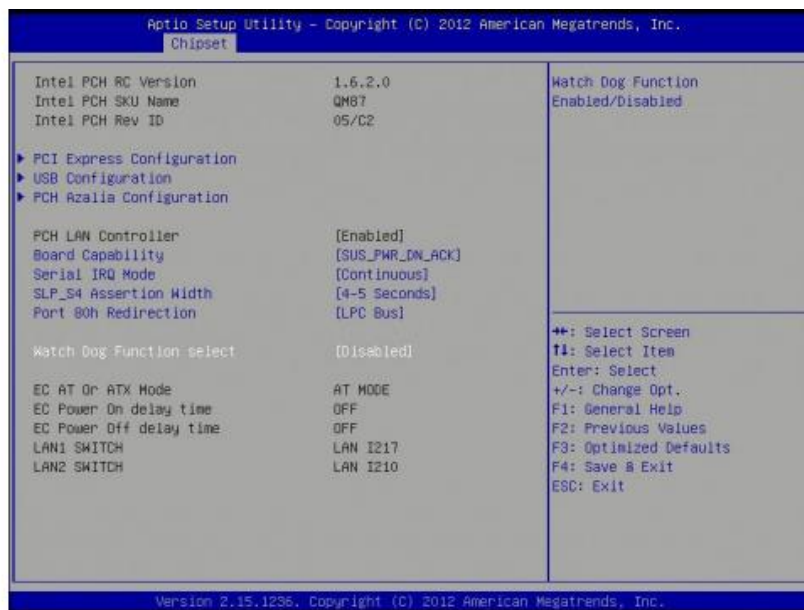 Aptio Setup Utility – Copyright (C) 2012 American Megatrends, Inc.
Chipset
Intel PCH RC Version 1.6.2.0
Intel PCH SKU Name QM87
Intel PCH Rev ID 05/C2
PCI Express Configuration
USB Configuration
PCH Azalia Configuration
PCH LAN Controller [Enabled]
Board Capability [SUS_PWR_DN_ACK]
Serial IRQ Mode [Continuous]
SLP_S4 Assertion Width [4-5 Seconds]
Port 80h Redirection [LPC Bus]
Watch Dog Function select [Disabled]
EC AT Or ATX Mode AT MODE
EC Power On delay time OFF
EC Power Off delay time OFF
LAN1 SWITCH LAN I217
LAN2 SWITCH LAN I210
Watch Dog Function
Enabled/Disabled
→←: Select Screen
↑↓: Select Item
Enter: Select
+/-: Change Opt.
F1: General Help
F2: Previous Values
F3: Optimized Defaults
F4: Save & Exit
ESC: Exit
Version 2.15.1236. Copyright (C) 2012 American Megatrends, Inc.